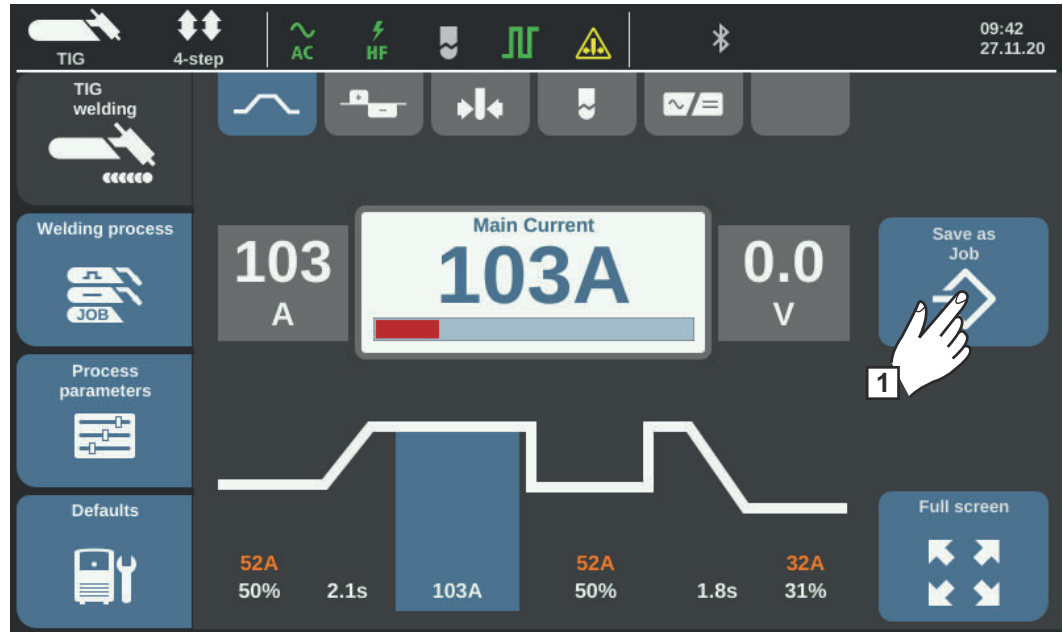 TIG
4-step
AC
HF
09:42
27.11.20
TIG
welding
Welding process
JOB
Process
parameters
Defaults
103
A
Main Current
103A
0.0
V
Save as
Job
1
Full screen
52A
50%
2.1s
103A
52A
50%
1.8s
32A
31%